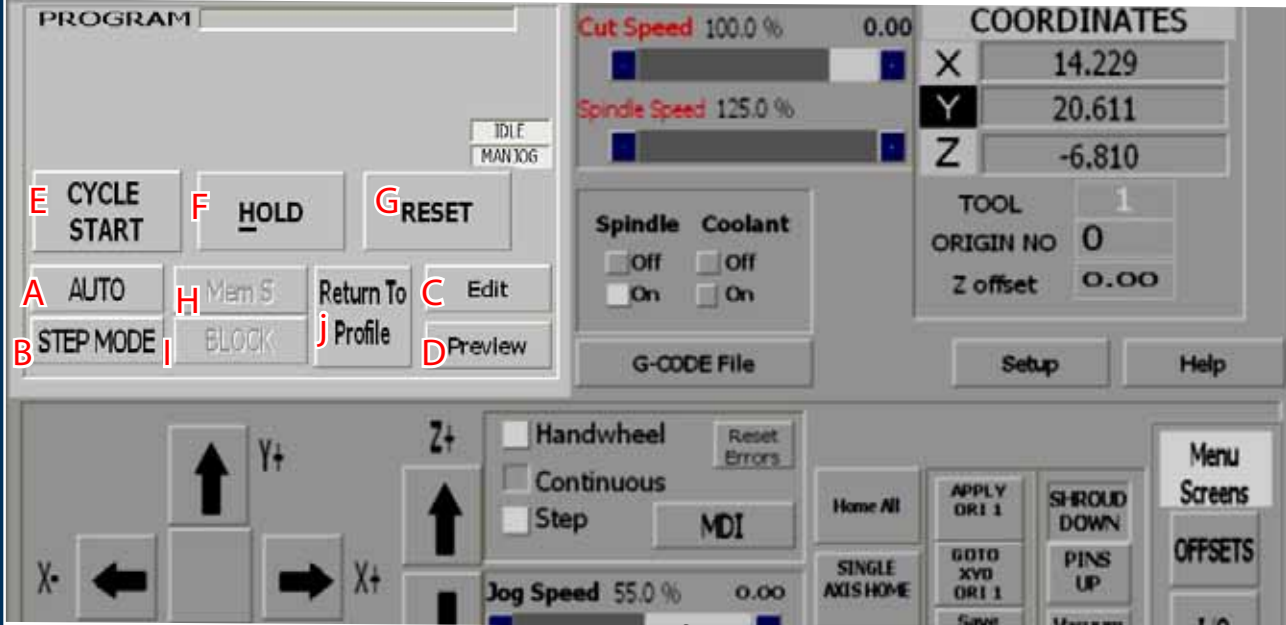 PROGRAM
IDLE
MANJOG
E CYCLE START
F HOLD
G RESET
A AUTO
H Mem S
j Return To Profile
C Edit
B STEP MODE
I BLOCK
D Preview
Cut Speed 100.0 % 0.00
Spindle Speed 125.0 %
Spindle Coolant
Off Off
On On
G-CODE File
COORDINATES
X 14.229
Y 20.611
Z -6.810
TOOL 1
ORIGIN NO 0
Z offset 0.00
Setup
Help
Y+
X-
X+
Z+
Handwheel
Continuous
Step
Reset Errors
MDI
Jog Speed 55.0 % 0.00
Home All
SINGLE AXIS HOME
APPLY ORI 1
GOTO XY0 ORI 1
Save
SHROUD DOWN
PINS UP
Vacuum
Menu Screens
OFFSETS
I/O